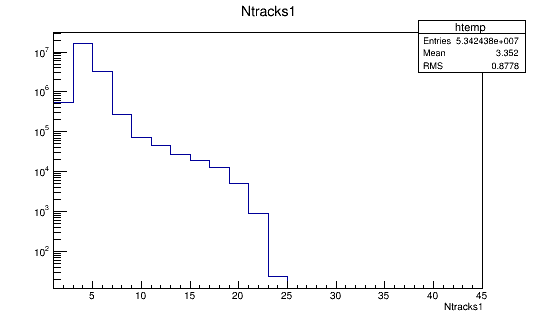 Ntracks1
htemp
Entries 5.342438e+007
Mean 3.352
RMS 0.8778
10^7
10^6
10^5
10^4
10^3
10^2
5 10 15 20 25 30 35 40 45
Ntracks1